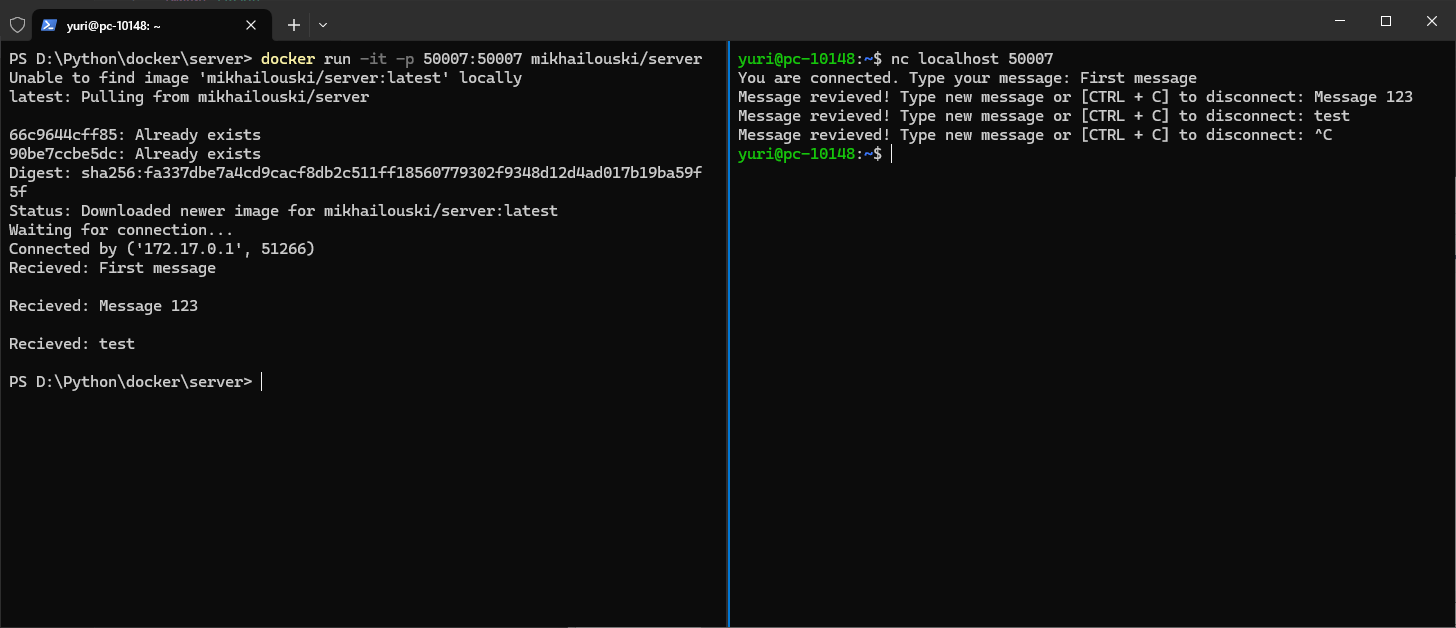 yuri@pc-10148: ~
PS D:\Python\docker\server> docker run -it -p 50007:50007 mikhailouski/server
Unable to find image 'mikhailouski/server:latest' locally
latest: Pulling from mikhailouski/server
66c9644cff85: Already exists
90be7ccbe5dc: Already exists
Digest: sha256:fa337dbe7a4cd9cacf8db2c511ff18560779302f9348d12d4ad017b19ba59f
5f
Status: Downloaded newer image for mikhailouski/server:latest
Waiting for connection...
Connected by ('172.17.0.1', 51266)
Recieved: First message
Recieved: Message 123
Recieved: test
PS D:\Python\docker\server>
yuri@pc-10148:~$ nc localhost 50007
You are connected. Type your message: First message
Message revieved! Type new message or [CTRL + C] to disconnect: Message 123
Message revieved! Type new message or [CTRL + C] to disconnect: test
Message revieved! Type new message or [CTRL + C] to disconnect: ^C
yuri@pc-10148:~$